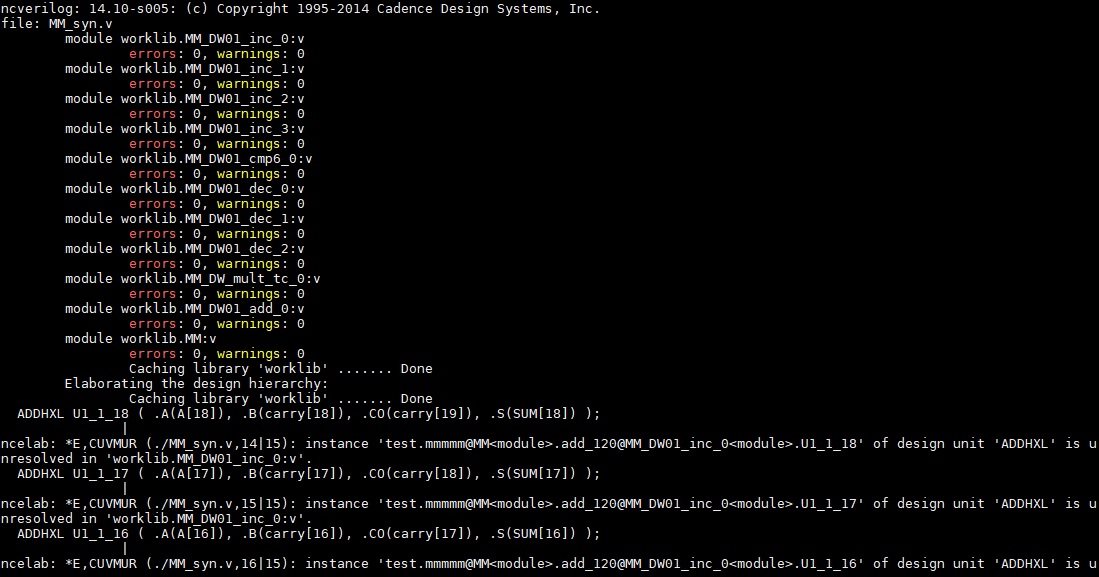 ncverilog: 14.10-s005: (c) Copyright 1995-2014 Cadence Design Systems, Inc.
file: MM_syn.v
        module worklib.MM_DW01_inc_0:v
                errors: 0, warnings: 0
        module worklib.MM_DW01_inc_1:v
                errors: 0, warnings: 0
        module worklib.MM_DW01_inc_2:v
                errors: 0, warnings: 0
        module worklib.MM_DW01_inc_3:v
                errors: 0, warnings: 0
        module worklib.MM_DW01_cmp6_0:v
                errors: 0, warnings: 0
        module worklib.MM_DW01_dec_0:v
                errors: 0, warnings: 0
        module worklib.MM_DW01_dec_1:v
                errors: 0, warnings: 0
        module worklib.MM_DW01_dec_2:v
                errors: 0, warnings: 0
        module worklib.MM_DW_mult_tc_0:v
                errors: 0, warnings: 0
        module worklib.MM_DW01_add_0:v
                errors: 0, warnings: 0
        module worklib.MM:v
                errors: 0, warnings: 0
                Caching library 'worklib' ....... Done
        Elaborating the design hierarchy:
                Caching library 'worklib' ....... Done
  ADDHXL U1_1_18 ( .A(A[18]), .B(carry[18]), .CO(carry[19]), .S(SUM[18]) );
               |
ncelab: *E,CUVMUR (./MM_syn.v,14|15): instance 'test.mmmmm@MM<module>.add_120@MM_DW01_inc_0<module>.U1_1_18' of design unit 'ADDHXL' is u
nresolved in 'worklib.MM_DW01_inc_0:v'.
  ADDHXL U1_1_17 ( .A(A[17]), .B(carry[17]), .CO(carry[18]), .S(SUM[17]) );
               |
ncelab: *E,CUVMUR (./MM_syn.v,15|15): instance 'test.mmmmm@MM<module>.add_120@MM_DW01_inc_0<module>.U1_1_17' of design unit 'ADDHXL' is u
nresolved in 'worklib.MM_DW01_inc_0:v'.
  ADDHXL U1_1_16 ( .A(A[16]), .B(carry[16]), .CO(carry[17]), .S(SUM[16]) );
               |
ncelab: *E,CUVMUR (./MM_syn.v,16|15): instance 'test.mmmmm@MM<module>.add_120@MM_DW01_inc_0<module>.U1_1_16' of design unit 'ADDHXL' is u